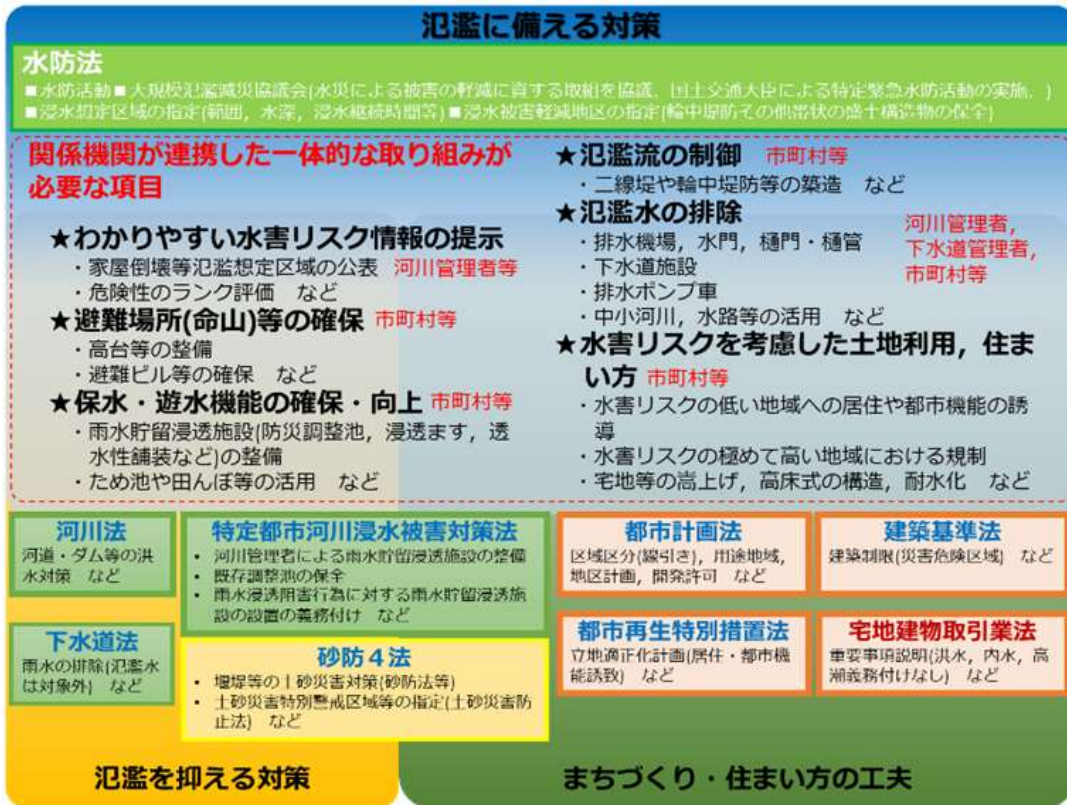 氾濫に備える対策
水防法
■水防活動■大規模氾濫減災協議会(水災による被害の軽減に資する取組を協議．国土交通大臣による特定緊急水防活動の実施．)
■浸水想定区域の指定(範囲，水深，浸水継続時間等)■浸水被害軽減地区の指定(輪中堤防その他帯状の盛土構造物の保全)
関係機関が連携した一体的な取り組みが
必要な項目
★わかりやすい水害リスク情報の提示
・家屋倒壊等氾濫想定区域の公表 河川管理者等
・危険性のランク評価　など
★避難場所(命山)等の確保 市町村等
・高台等の整備
・避難ビル等の確保　など
★保水・遊水機能の確保・向上 市町村等
・雨水貯留浸透施設(防災調整池，浸透ます，透
水性舗装など)の整備
・ため池や田んぼ等の活用　など
★氾濫流の制御 市町村等
・二線堤や輪中堤防等の築造　など
★氾濫水の排除
・排水機場，水門，樋門・樋管
・下水道施設
・排水ポンプ車
・中小河川，水路等の活用　など
河川管理者，
下水道管理者，
市町村等
★水害リスクを考慮した土地利用，住ま
い方 市町村等
・水害リスクの低い地域への居住や都市機能の誘
導
・水害リスクの極めて高い地域における規制
・宅地等の嵩上げ，高床式の構造，耐水化　など
河川法
河道・ダム等の洪
水対策　など
特定都市河川浸水被害対策法
• 河川管理者による雨水貯留浸透施設の整備
• 既存調整池の保全
• 雨水浸透阻害行為に対する雨水貯留浸透施
設の設置の義務付け　など
都市計画法
区域区分(線引き)，用途地域，
地区計画，開発許可　など
建築基準法
建築制限(災害危険区域)　など
下水道法
雨水の排除(氾濫水
は対象外)　など
砂防４法
• 堰堤等の土砂災害対策(砂防法等)
• 土砂災害特別警戒区域等の指定(土砂災害防
止法)　など
都市再生特別措置法
立地適正化計画(居住・都市機
能誘致)　など
宅地建物取引業法
重要事項説明(洪水，内水，高
潮義務付けなし)　など
氾濫を抑える対策
まちづくり・住まい方の工夫